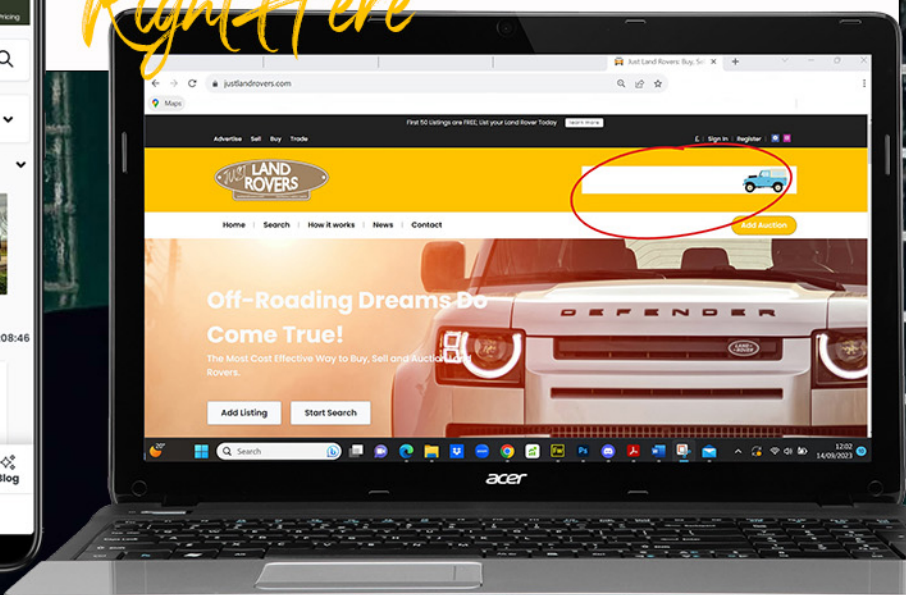 Right Here
Pricing
08:46
Blog
Just Land Rovers: Buy, Sel
justlandrovers.com
Maps
First 50 Listings are FREE; List your Land Rover Today
learn more
Advertise Sell Buy Trade
£ Sign In Register
JUST LAND
ROVERS
Home Search How it works News Contact
Add Auction
DEFENDER
LAND ROVER
Off-Roading Dreams Do
Come True!
The Most Cost Effective Way to Buy, Sell and Auction Land
Rovers.
Add Listing Start Search
20°
Search
12:02
14/09/2023
acer